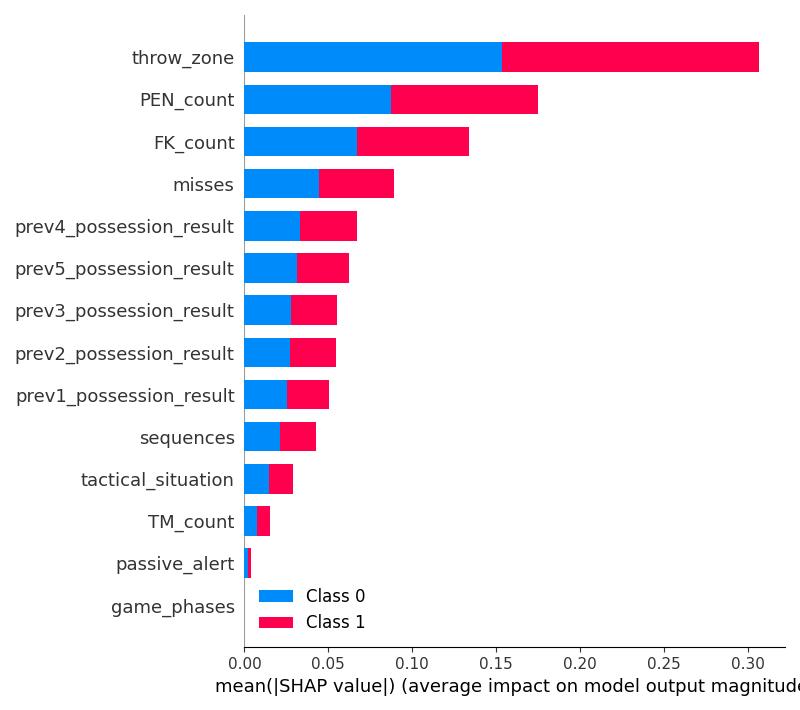 throw_zone
PEN_count
FK_count
misses
prev4_possession_result
prev5_possession_result
prev3_possession_result
prev2_possession_result
prev1_possession_result
sequences
tactical_situation
TM_count
passive_alert
game_phases
Class 0
Class 1
0.00 0.05 0.10 0.15 0.20 0.25 0.30
mean(|SHAP value|) (average impact on model output magnitude